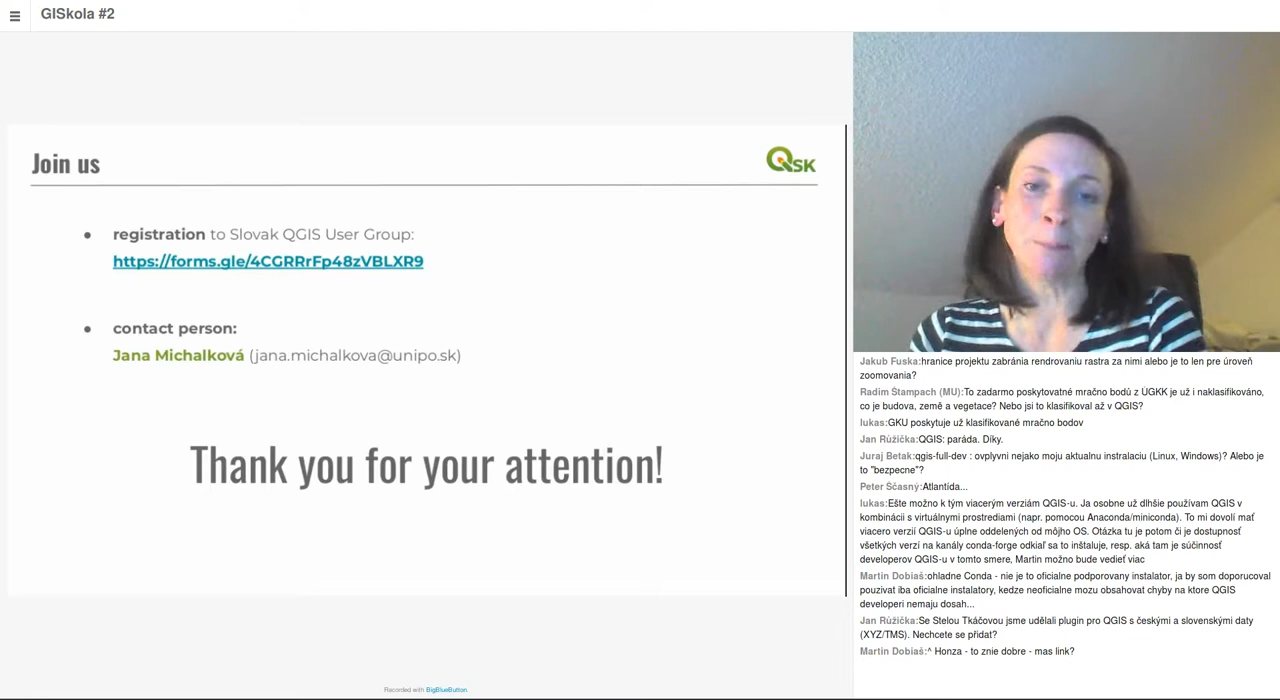 GISkola #2
Join us
QSK
registration to Slovak QGIS User Group:
https://forms.gle/4CGRRrFp48zVBLXR9
contact person:
Jana Michalková (jana.michalkova@unipo.sk)
Thank you for your attention!
Recorded with BigBlueButton
Jakub Fuska:hranice projektu zabránia rendrovaniu rastra za nimi alebo je to len pre úroveň
zoomovania?
Radim Štampach (MU):To zadarmo poskytovatné mračno bodů z ÚGKK je už i naklasifikováno,
co je budova, země a vegetace? Nebo jsi to klasifikoval až v QGIS?
lukas:GKU poskytuje už klasifikované mračno bodov
Jan Růžička:QGIS: paráda. Díky.
Juraj Betak:qgis-full-dev : ovplyvni nejako moju aktualnu instralaciu (Linux, Windows)? Alebo je
to "bezpecne"?
Peter Ščasný:Atlantída...
lukas:Ešte možno k tým viacerým verziám QGIS-u. Ja osobne už dlhšie používam QGIS v
kombinácii s virtuálnymi prostrediami (napr. pomocou Anaconda/miniconda). To mi dovolí mať
viacero verzií QGIS-u úplne oddelených od môjho OS. Otázka tu je potom či je dostupnosť
všetkých verzí na kanály conda-forge odkiaľ sa to inštaluje, resp. aká tam je súčinnosť
developerov QGIS-u v tomto smere, Martin možno bude vedieť viac
Martin Dobiaš:ohladne Conda - nie je to oficialne podporovany instalator, ja by som doporucoval
pouzivat iba oficialne instalatory, kedze neoficialne mozu obsahovat chyby na ktore QGIS
developeri nemaju dosah...
Jan Růžička:Se Stelou Tkáčovou jsme udělali plugin pro QGIS s českými a slovenskými daty
(XYZ/TMS). Nechcete se přidat?
Martin Dobiaš:^ Honza - to znie dobre - mas link?